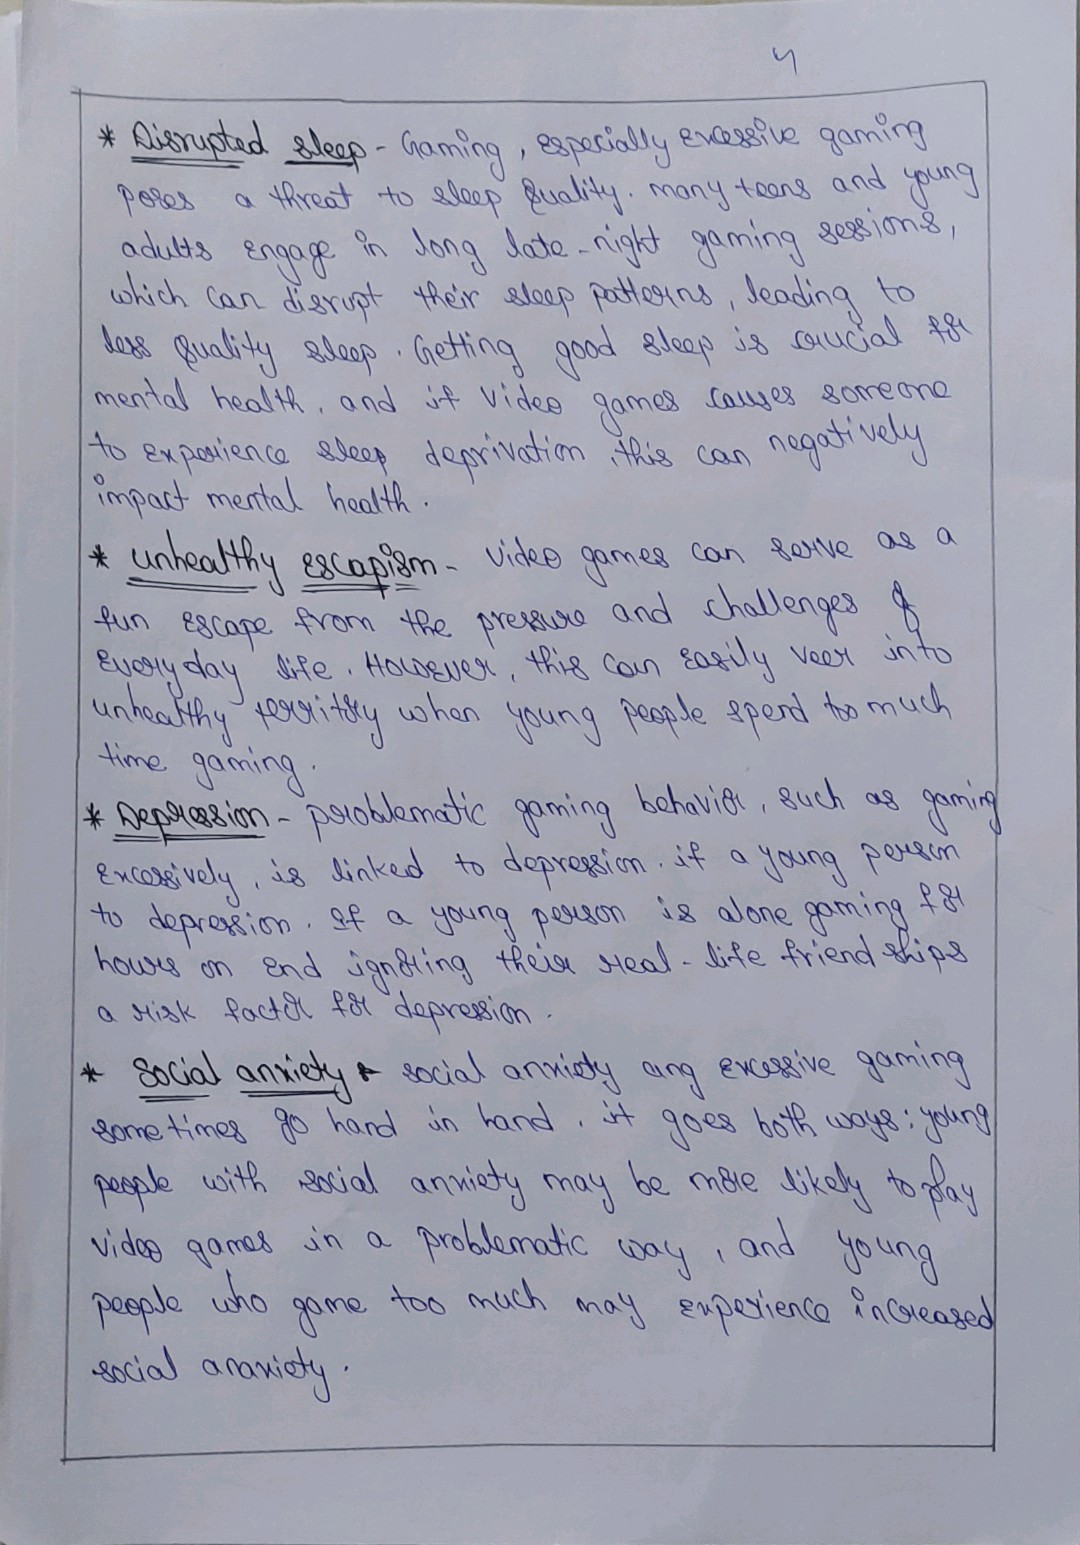 4
* Disrupted sleep - Gaming, especially excessive gaming
poses a threat to sleep quality. many teens and young
adults engage in long late-night gaming sessions,
which can disrupt their sleep patterns, leading to
less quality sleep. Getting good sleep is crucial for
mental health, and if video games causes someone
to experience sleep deprivation, this can negatively
impact mental health.
* unhealthy escapism - video games can serve as a
fun escape from the pressure and challenges of
everyday life. However, this can easily veer into
unhealthy territory when young people spend too much
time gaming.
* Depression - problematic gaming behavior, such as gaming
excessively, is linked to depression. if a young person
to depression. If a young person is alone gaming for
hours on end ignoring their real-life friendships
a risk factor for depression.
* Social anxiety - social anxiety ang excessive gaming
sometimes go hand in hand. it goes both ways: young
people with social anxiety may be more likely to play
video games in a problematic way, and young
people who game too much may experience increased
social anaxiety.